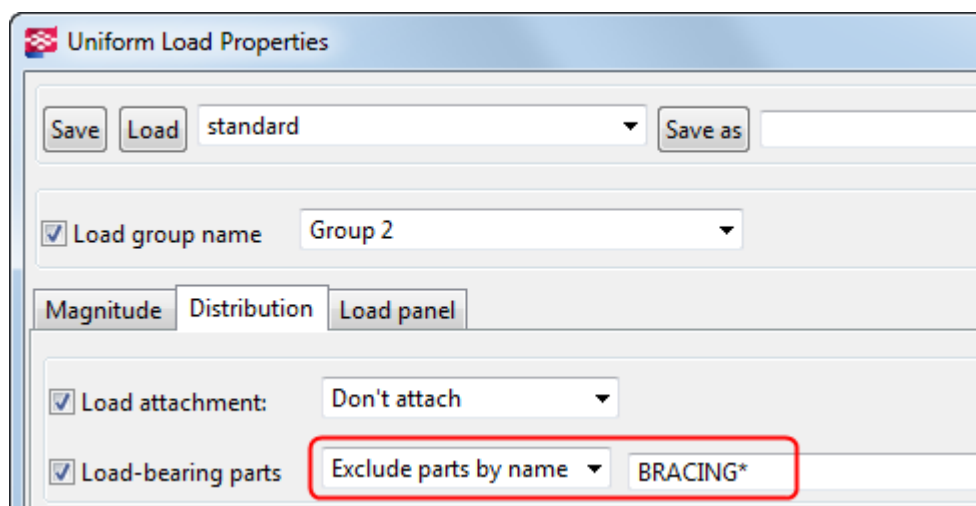 Uniform Load Properties
Save Load standard Save as
Load group name Group 2
Magnitude Distribution Load panel
Load attachment: Don't attach
Load-bearing parts Exclude parts by name BRACING*